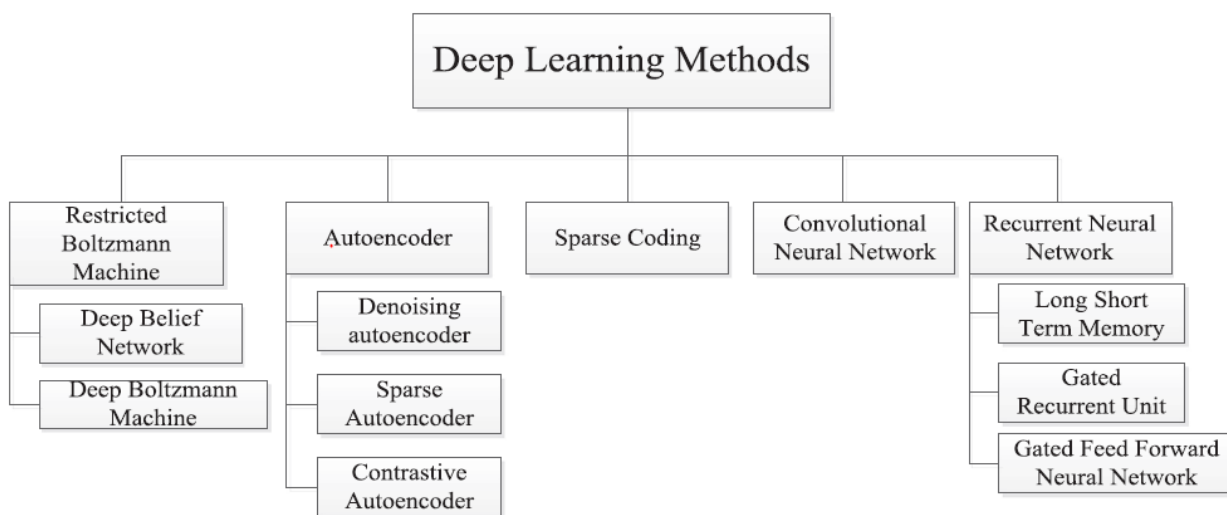 Deep Learning Methods
Restricted
Boltzmann
Machine
Deep Belief
Network
Deep Boltzmann
Machine
Autoencoder
Denoising
autoencoder
Sparse
Autoencoder
Contrastive
Autoencoder
Sparse Coding
Convolutional
Neural Network
Recurrent Neural
Network
Long Short
Term Memory
Gated
Recurrent Unit
Gated Feed Forward
Neural Network